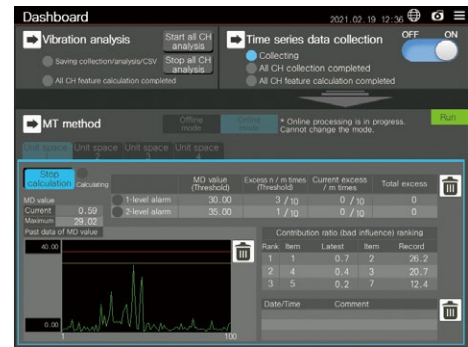 Dashboard
2021.02.19 12:36
Vibration analysis
Start all CH analysis
Saving collection/analysis/CSV
Stop all CH analysis
All CH feature calculation completed
Time series data collection
OFF ON
Collecting
All CH collection completed
All CH feature calculation completed
MT method
Offline mode
Online mode
* Online processing is in progress.
Cannot change the mode.
Run
Unit space 1
Unit space 2
Unit space 3
Unit space 4
Stop calculation
Calculating
MD value (Threshold)
Excess n / m times (Threshold)
Current excess / m times
Total excess
1-level alarm 30.00 3 / 10 0 / 10 0
2-level alarm 35.00 1 / 10 0 / 10 0
MD value
Current 0.59
Maximum 29.02
Past data of MD value
40.00
0.00
1 100
Contribution ratio (bad influence) ranking
Rank Item Latest Item Record
1 1 0.7 2 26.2
2 4 0.4 3 20.7
3 5 0.2 7 12.4
Date/Time Comment